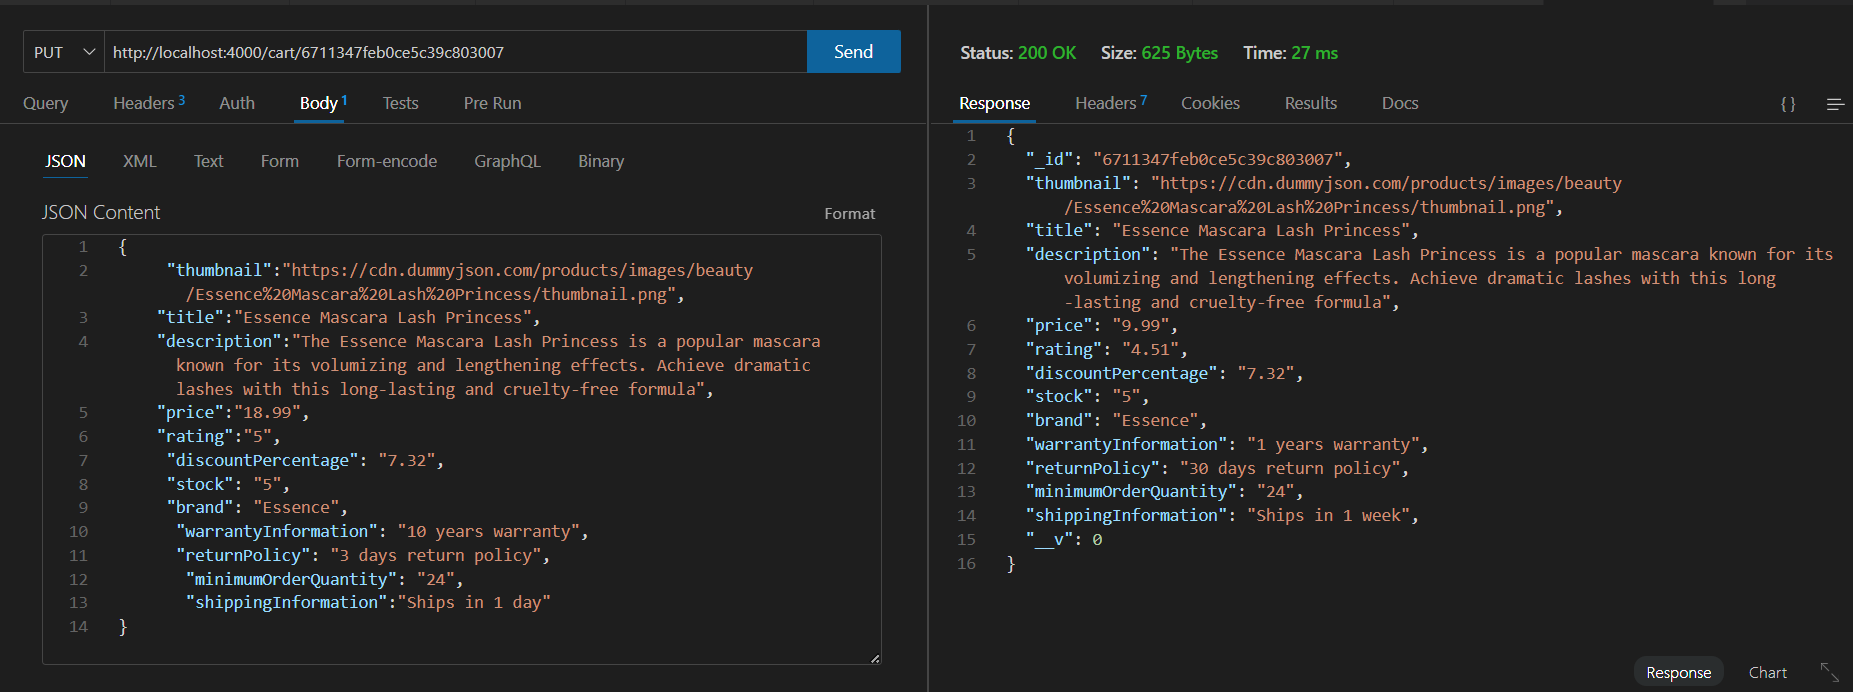 PUT
http://localhost:4000/cart/6711347feb0ce5c39c803007
Send
Query
Headers 3
Auth
Body 1
Tests
Pre Run
JSON
XML
Text
Form
Form-encode
GraphQL
Binary
JSON Content
Format
1 {
2 "thumbnail":"https://cdn.dummyjson.com/products/images/beauty
/Essence%20Mascara%20Lash%20Princess/thumbnail.png",
3 "title":"Essence Mascara Lash Princess",
4 "description":"The Essence Mascara Lash Princess is a popular mascara
known for its volumizing and lengthening effects. Achieve dramatic
lashes with this long-lasting and cruelty-free formula",
5 "price":"18.99",
6 "rating":"5",
7 "discountPercentage": "7.32",
8 "stock": "5",
9 "brand": "Essence",
10 "warrantyInformation": "10 years warranty",
11 "returnPolicy": "3 days return policy",
12 "minimumOrderQuantity": "24",
13 "shippingInformation":"Ships in 1 day"
14 }
Status: 200 OK
Size: 625 Bytes
Time: 27 ms
Response
Headers 7
Cookies
Results
Docs
{ }
1 {
2 "_id": "6711347feb0ce5c39c803007",
3 "thumbnail": "https://cdn.dummyjson.com/products/images/beauty
/Essence%20Mascara%20Lash%20Princess/thumbnail.png",
4 "title": "Essence Mascara Lash Princess",
5 "description": "The Essence Mascara Lash Princess is a popular mascara known for its
volumizing and lengthening effects. Achieve dramatic lashes with this long
-lasting and cruelty-free formula",
6 "price": "9.99",
7 "rating": "4.51",
8 "discountPercentage": "7.32",
9 "stock": "5",
10 "brand": "Essence",
11 "warrantyInformation": "1 years warranty",
12 "returnPolicy": "30 days return policy",
13 "minimumOrderQuantity": "24",
14 "shippingInformation": "Ships in 1 week",
15 "__v": 0
16 }
Response
Chart